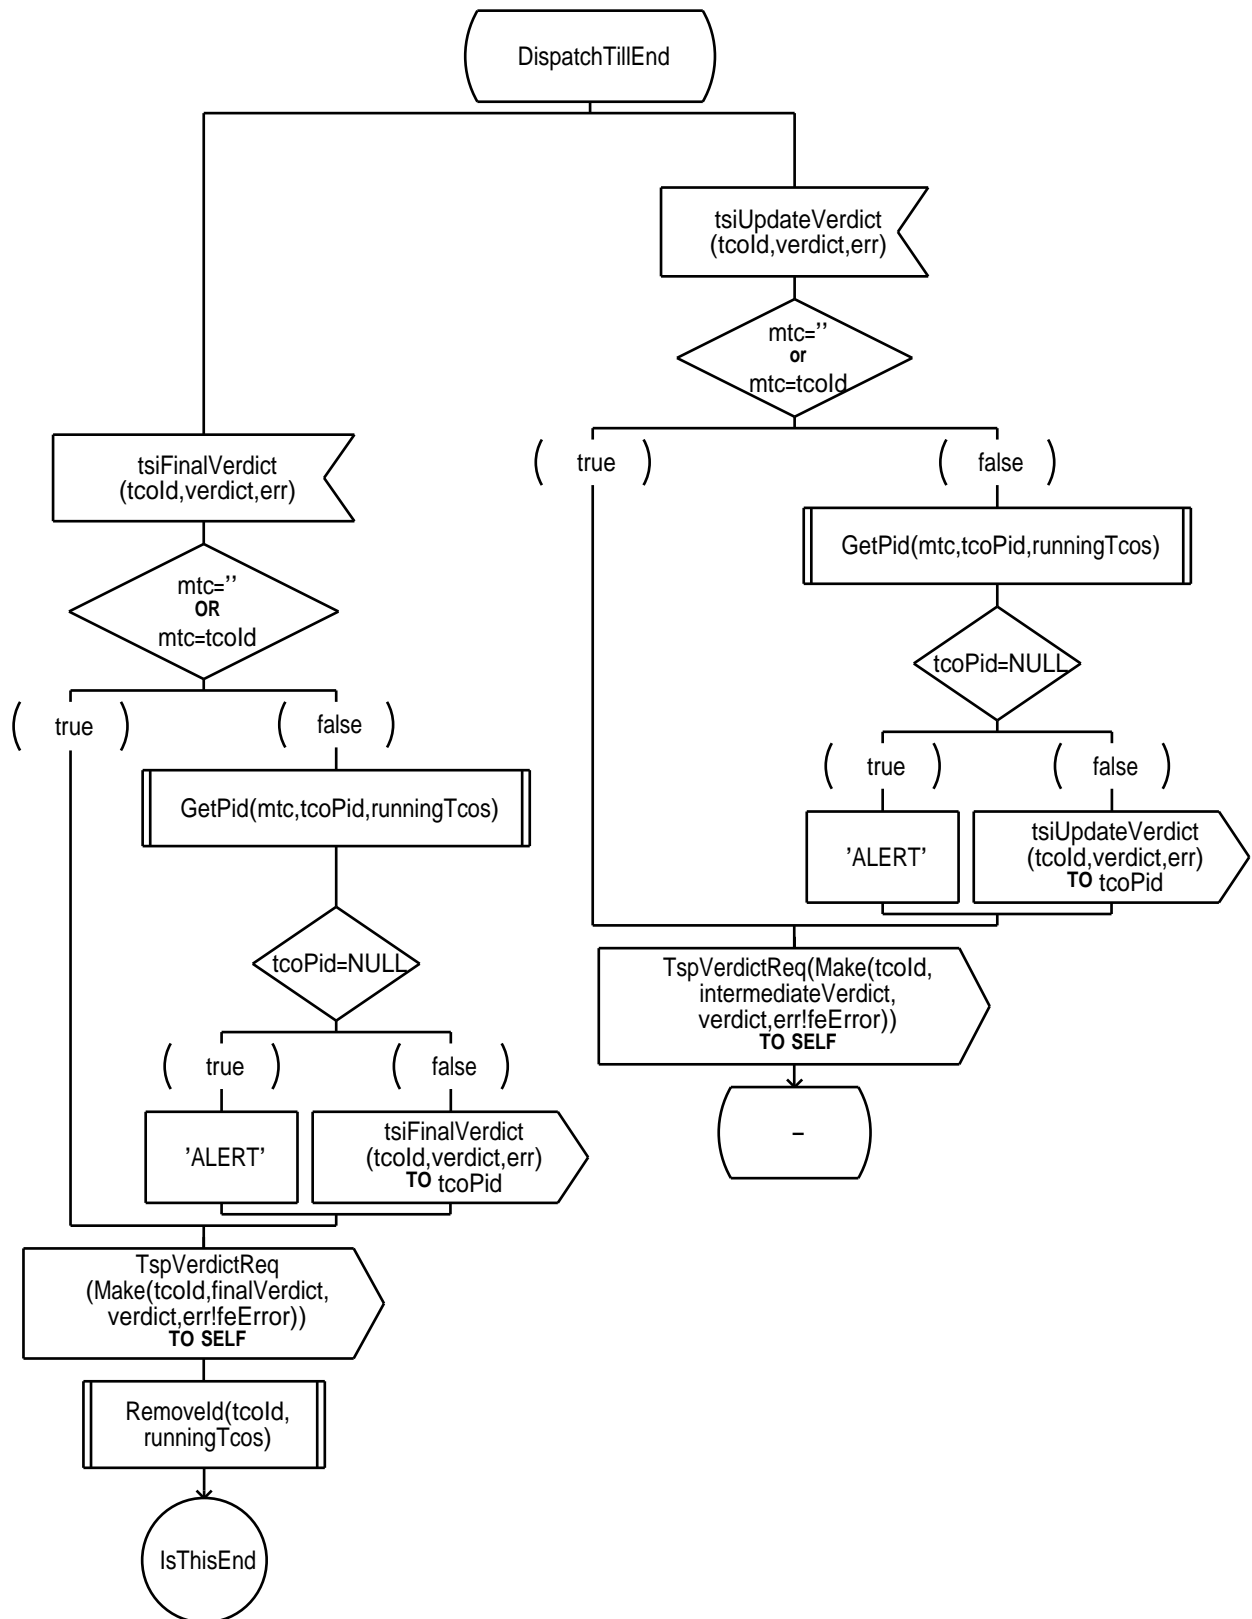 DispatchTillEnd
tsiUpdateVerdict
(tcoId,verdict,err)
mtc=’’
or
mtc=tcoId
( true )
( false )
GetPid(mtc,tcoPid,runningTcos)
tcoPid=NULL
( true )
( false )
’ALERT’
tsiUpdateVerdict
(tcoId,verdict,err)
TO tcoPid
TspVerdictReq(Make(tcoId,
intermediateVerdict,
verdict,err!feError))
TO SELF
–
tsiFinalVerdict
(tcoId,verdict,err)
mtc=’’
OR
mtc=tcoId
( true )
( false )
GetPid(mtc,tcoPid,runningTcos)
tcoPid=NULL
( true )
( false )
’ALERT’
tsiFinalVerdict
(tcoId,verdict,err)
TO tcoPid
TspVerdictReq
(Make(tcoId,finalVerdict,
verdict,err!feError))
TO SELF
RemoveId(tcoId,
runningTcos)
IsThisEnd